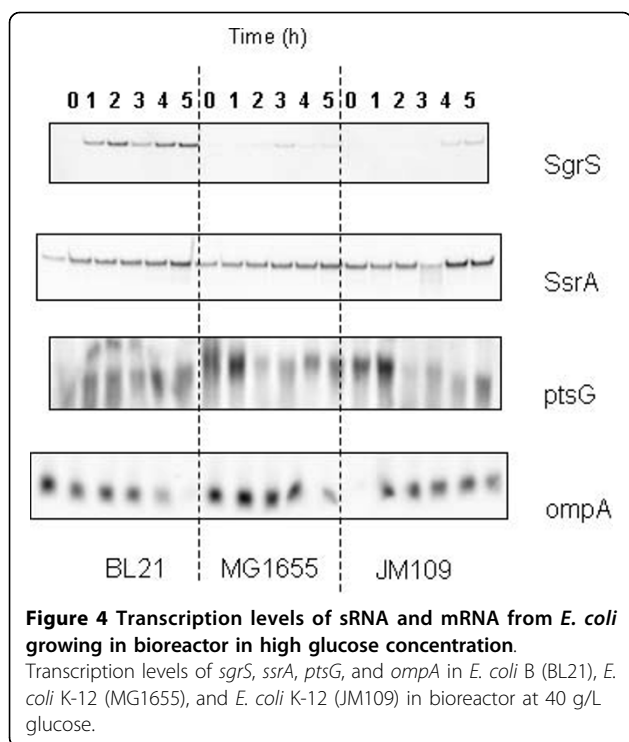 Time (h)
0 1 2 3 4 5 0 1 2 3 4 5 0 1 2 3 4 5
SgrS
SsrA
ptsG
ompA
BL21 MG1655 JM109
Figure 4 Transcription levels of sRNA and mRNA from E. coli
growing in bioreactor in high glucose concentration.
Transcription levels of sgrS, ssrA, ptsG, and ompA in E. coli B (BL21), E.
coli K-12 (MG1655), and E. coli K-12 (JM109) in bioreactor at 40 g/L
glucose.